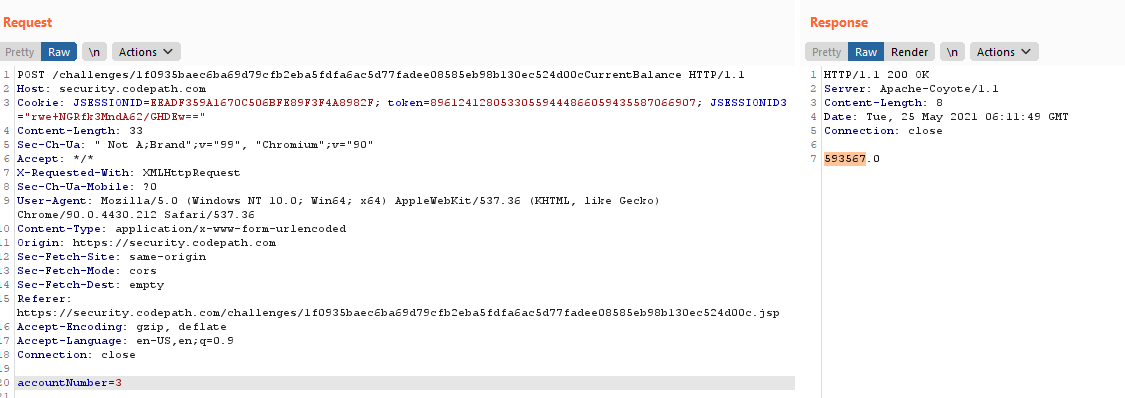 Request
Response
Pretty Raw \n Actions
Pretty Raw Render \n Actions
1 POST /challenges/1f0935baec6ba69d79cfb2eba5fdfa6ac5d77fadee08585eb98b130ec524d00cCurrentBalance HTTP/1.1
2 Host: security.codepath.com
3 Cookie: JSESSIONID=EEADF359A1670C506BFE89F3F4A8982F; token=89612412805330559444866059435587066907; JSESSIONID3
="rwe+NGRfk3MndA62/GHDEw=="
4 Content-Length: 33
5 Sec-Ch-Ua: " Not A;Brand";v="99", "Chromium";v="90"
6 Accept: */*
7 X-Requested-With: XMLHttpRequest
8 Sec-Ch-Ua-Mobile: ?0
9 User-Agent: Mozilla/5.0 (Windows NT 10.0; Win64; x64) AppleWebKit/537.36 (KHTML, like Gecko)
Chrome/90.0.4430.212 Safari/537.36
10 Content-Type: application/x-www-form-urlencoded
11 Origin: https://security.codepath.com
12 Sec-Fetch-Site: same-origin
13 Sec-Fetch-Mode: cors
14 Sec-Fetch-Dest: empty
15 Referer:
https://security.codepath.com/challenges/1f0935baec6ba69d79cfb2eba5fdfa6ac5d77fadee08585eb98b130ec524d00c.jsp
16 Accept-Encoding: gzip, deflate
17 Accept-Language: en-US,en;q=0.9
18 Connection: close
19
20 accountNumber=3
21
1 HTTP/1.1 200 OK
2 Server: Apache-Coyote/1.1
3 Content-Length: 8
4 Date: Tue, 25 May 2021 06:11:49 GMT
5 Connection: close
6
7 593567.0